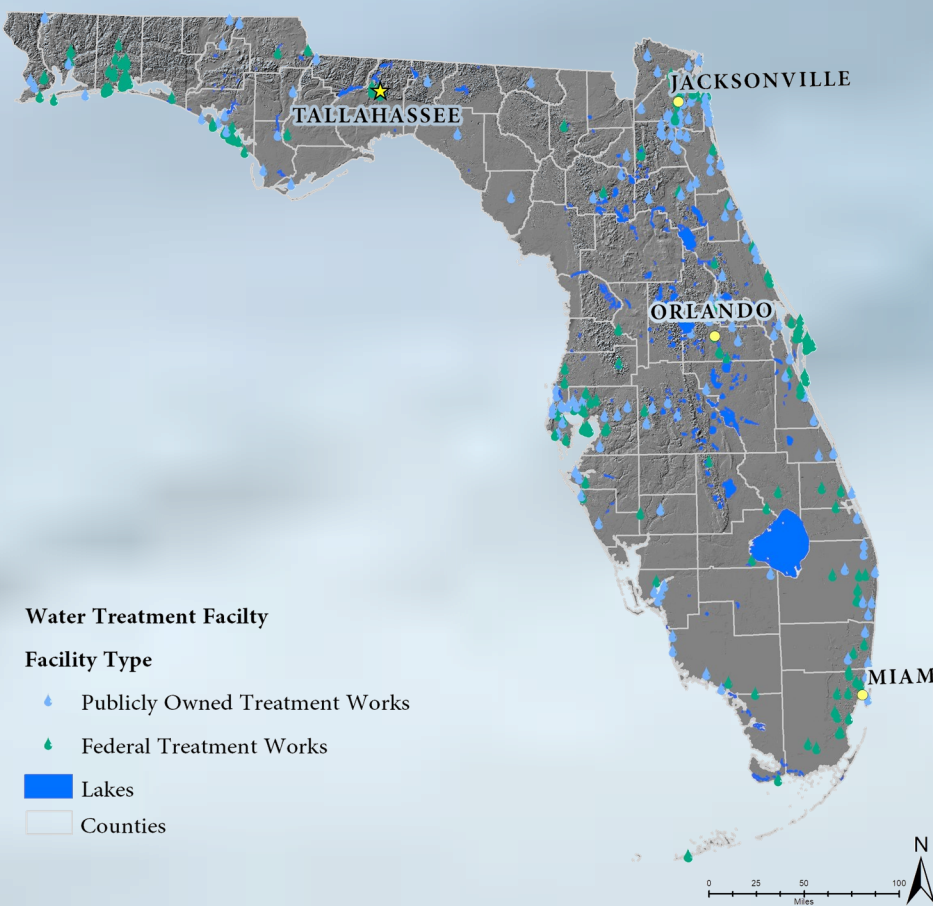 JACKSONVILLE
TALLAHASSEE
ORLANDO
MIAM
Water Treatment Facilty
Facility Type
Publicly Owned Treatment Works
Federal Treatment Works
Lakes
Counties
N
0 25 50 100
Miles